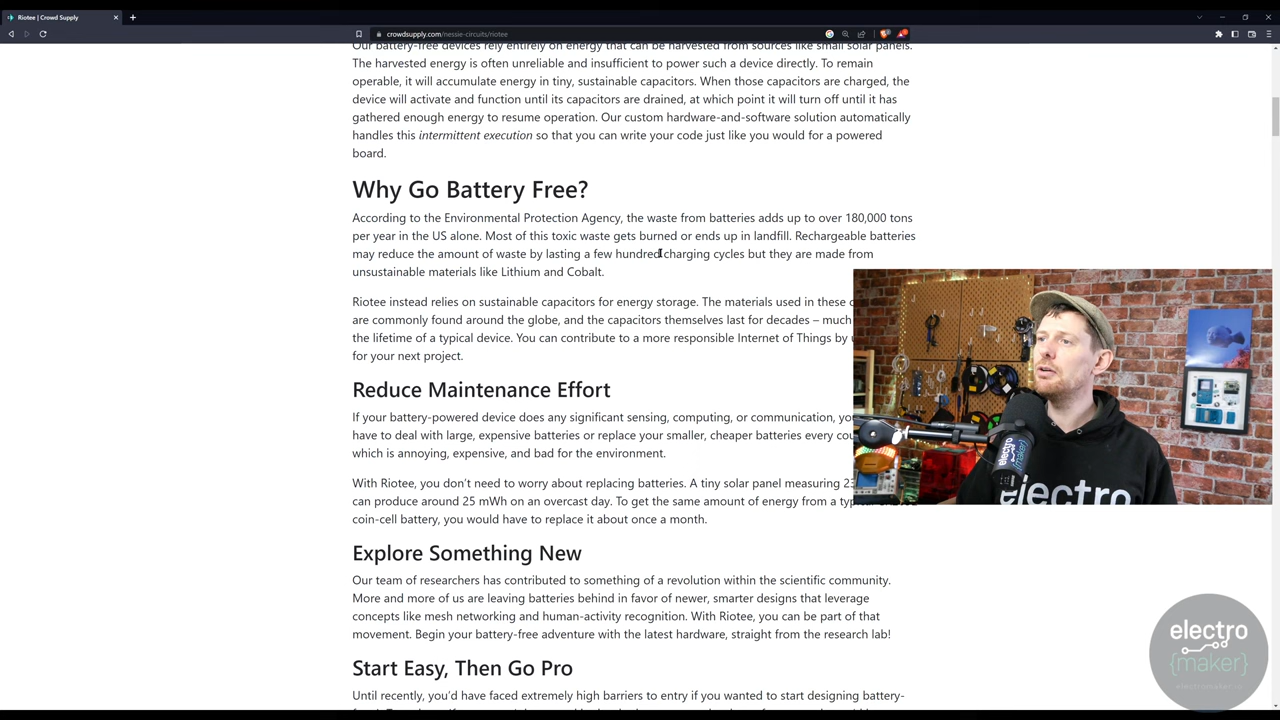 Riotee | Crowd Supply
crowdsupply.com/nessie-circuits/riotee
Our battery-free devices rely entirely on energy that can be harvested from sources like small solar panels.
The harvested energy is often unreliable and insufficient to power such a device directly. To remain
operable, it will accumulate energy in tiny, sustainable capacitors. When those capacitors are charged, the
device will activate and function until its capacitors are drained, at which point it will turn off until it has
gathered enough energy to resume operation. Our custom hardware-and-software solution automatically
handles this intermittent execution so that you can write your code just like you would for a powered
board.
Why Go Battery Free?
According to the Environmental Protection Agency, the waste from batteries adds up to over 180,000 tons
per year in the US alone. Most of this toxic waste gets burned or ends up in landfill. Rechargeable batteries
may reduce the amount of waste by lasting a few hundred charging cycles but they are made from
unsustainable materials like Lithium and Cobalt.
Riotee instead relies on sustainable capacitors for energy storage. The materials used in these
are commonly found around the globe, and the capacitors themselves last for decades – much
the lifetime of a typical device. You can contribute to a more responsible Internet of Things by
for your next project.
Reduce Maintenance Effort
If your battery-powered device does any significant sensing, computing, or communication,
have to deal with large, expensive batteries or replace your smaller, cheaper batteries every
which is annoying, expensive, and bad for the environment.
With Riotee, you don't need to worry about replacing batteries. A tiny solar panel measuring
can produce around 25 mWh on an overcast day. To get the same amount of energy from a
coin-cell battery, you would have to replace it about once a month.
Explore Something New
Our team of researchers has contributed to something of a revolution within the scientific community.
More and more of us are leaving batteries behind in favor of newer, smarter designs that leverage
concepts like mesh networking and human-activity recognition. With Riotee, you can be part of that
movement. Begin your battery-free adventure with the latest hardware, straight from the research lab!
Start Easy, Then Go Pro
Until recently, you'd have faced extremely high barriers to entry if you wanted to start designing battery-
electro
maker
electro
electro
{maker}
electromaker.io